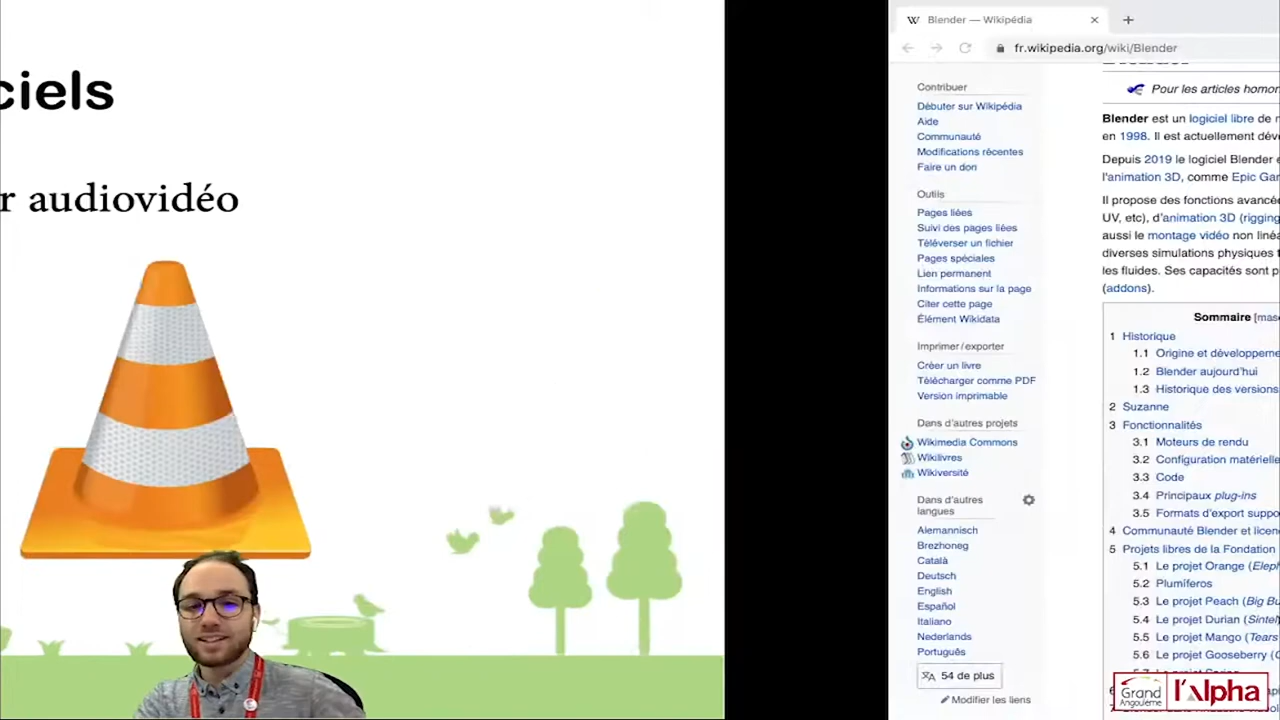 ciels
r audiovidéo
Blender — Wikipédia
fr.wikipedia.org/wiki/Blender
Contribuer
Débuter sur Wikipédia
Aide
Communauté
Modifications récentes
Faire un don
Outils
Pages liées
Suivi des pages liées
Téléverser un fichier
Pages spéciales
Lien permanent
Informations sur la page
Citer cette page
Élément Wikidata
Imprimer / exporter
Créer un livre
Télécharger comme PDF
Version imprimable
Dans d'autres projets
Wikimedia Commons
Wikilivres
Wikiversité
Dans d'autres
langues
Alemannisch
Brezhoneg
Català
Deutsch
English
Español
Italiano
Nederlands
Português
54 de plus
Modifier les liens
Pour les articles homon
Blender est un logiciel libre de
en 1998. Il est actuellement dév
Depuis 2019 le logiciel Blender
l'animation 3D, comme Epic Gar
Il propose des fonctions avancé
UV, etc), d'animation 3D (rigging
aussi le montage vidéo non liné
diverses simulations physiques
les fluides. Ses capacités sont p
(addons).
Sommaire [mas
1 Historique
1.1 Origine et développeme
1.2 Blender aujourd'hui
1.3 Historique des versions
2 Suzanne
3 Fonctionnalités
3.1 Moteurs de rendu
3.2 Configuration matérielle
3.3 Code
3.4 Principaux plug-ins
3.5 Formats d'export suppo
4 Communauté Blender et licen
5 Projets libres de la Fondation
5.1 Le projet Orange (Eleph
5.2 Plumíferos
5.3 Le projet Peach (Big Bu
5.4 Le projet Durian (Sintel
5.5 Le projet Mango (Tears
5.6 Le projet Gooseberry (C
Grand
Angoulême
l'Alpha